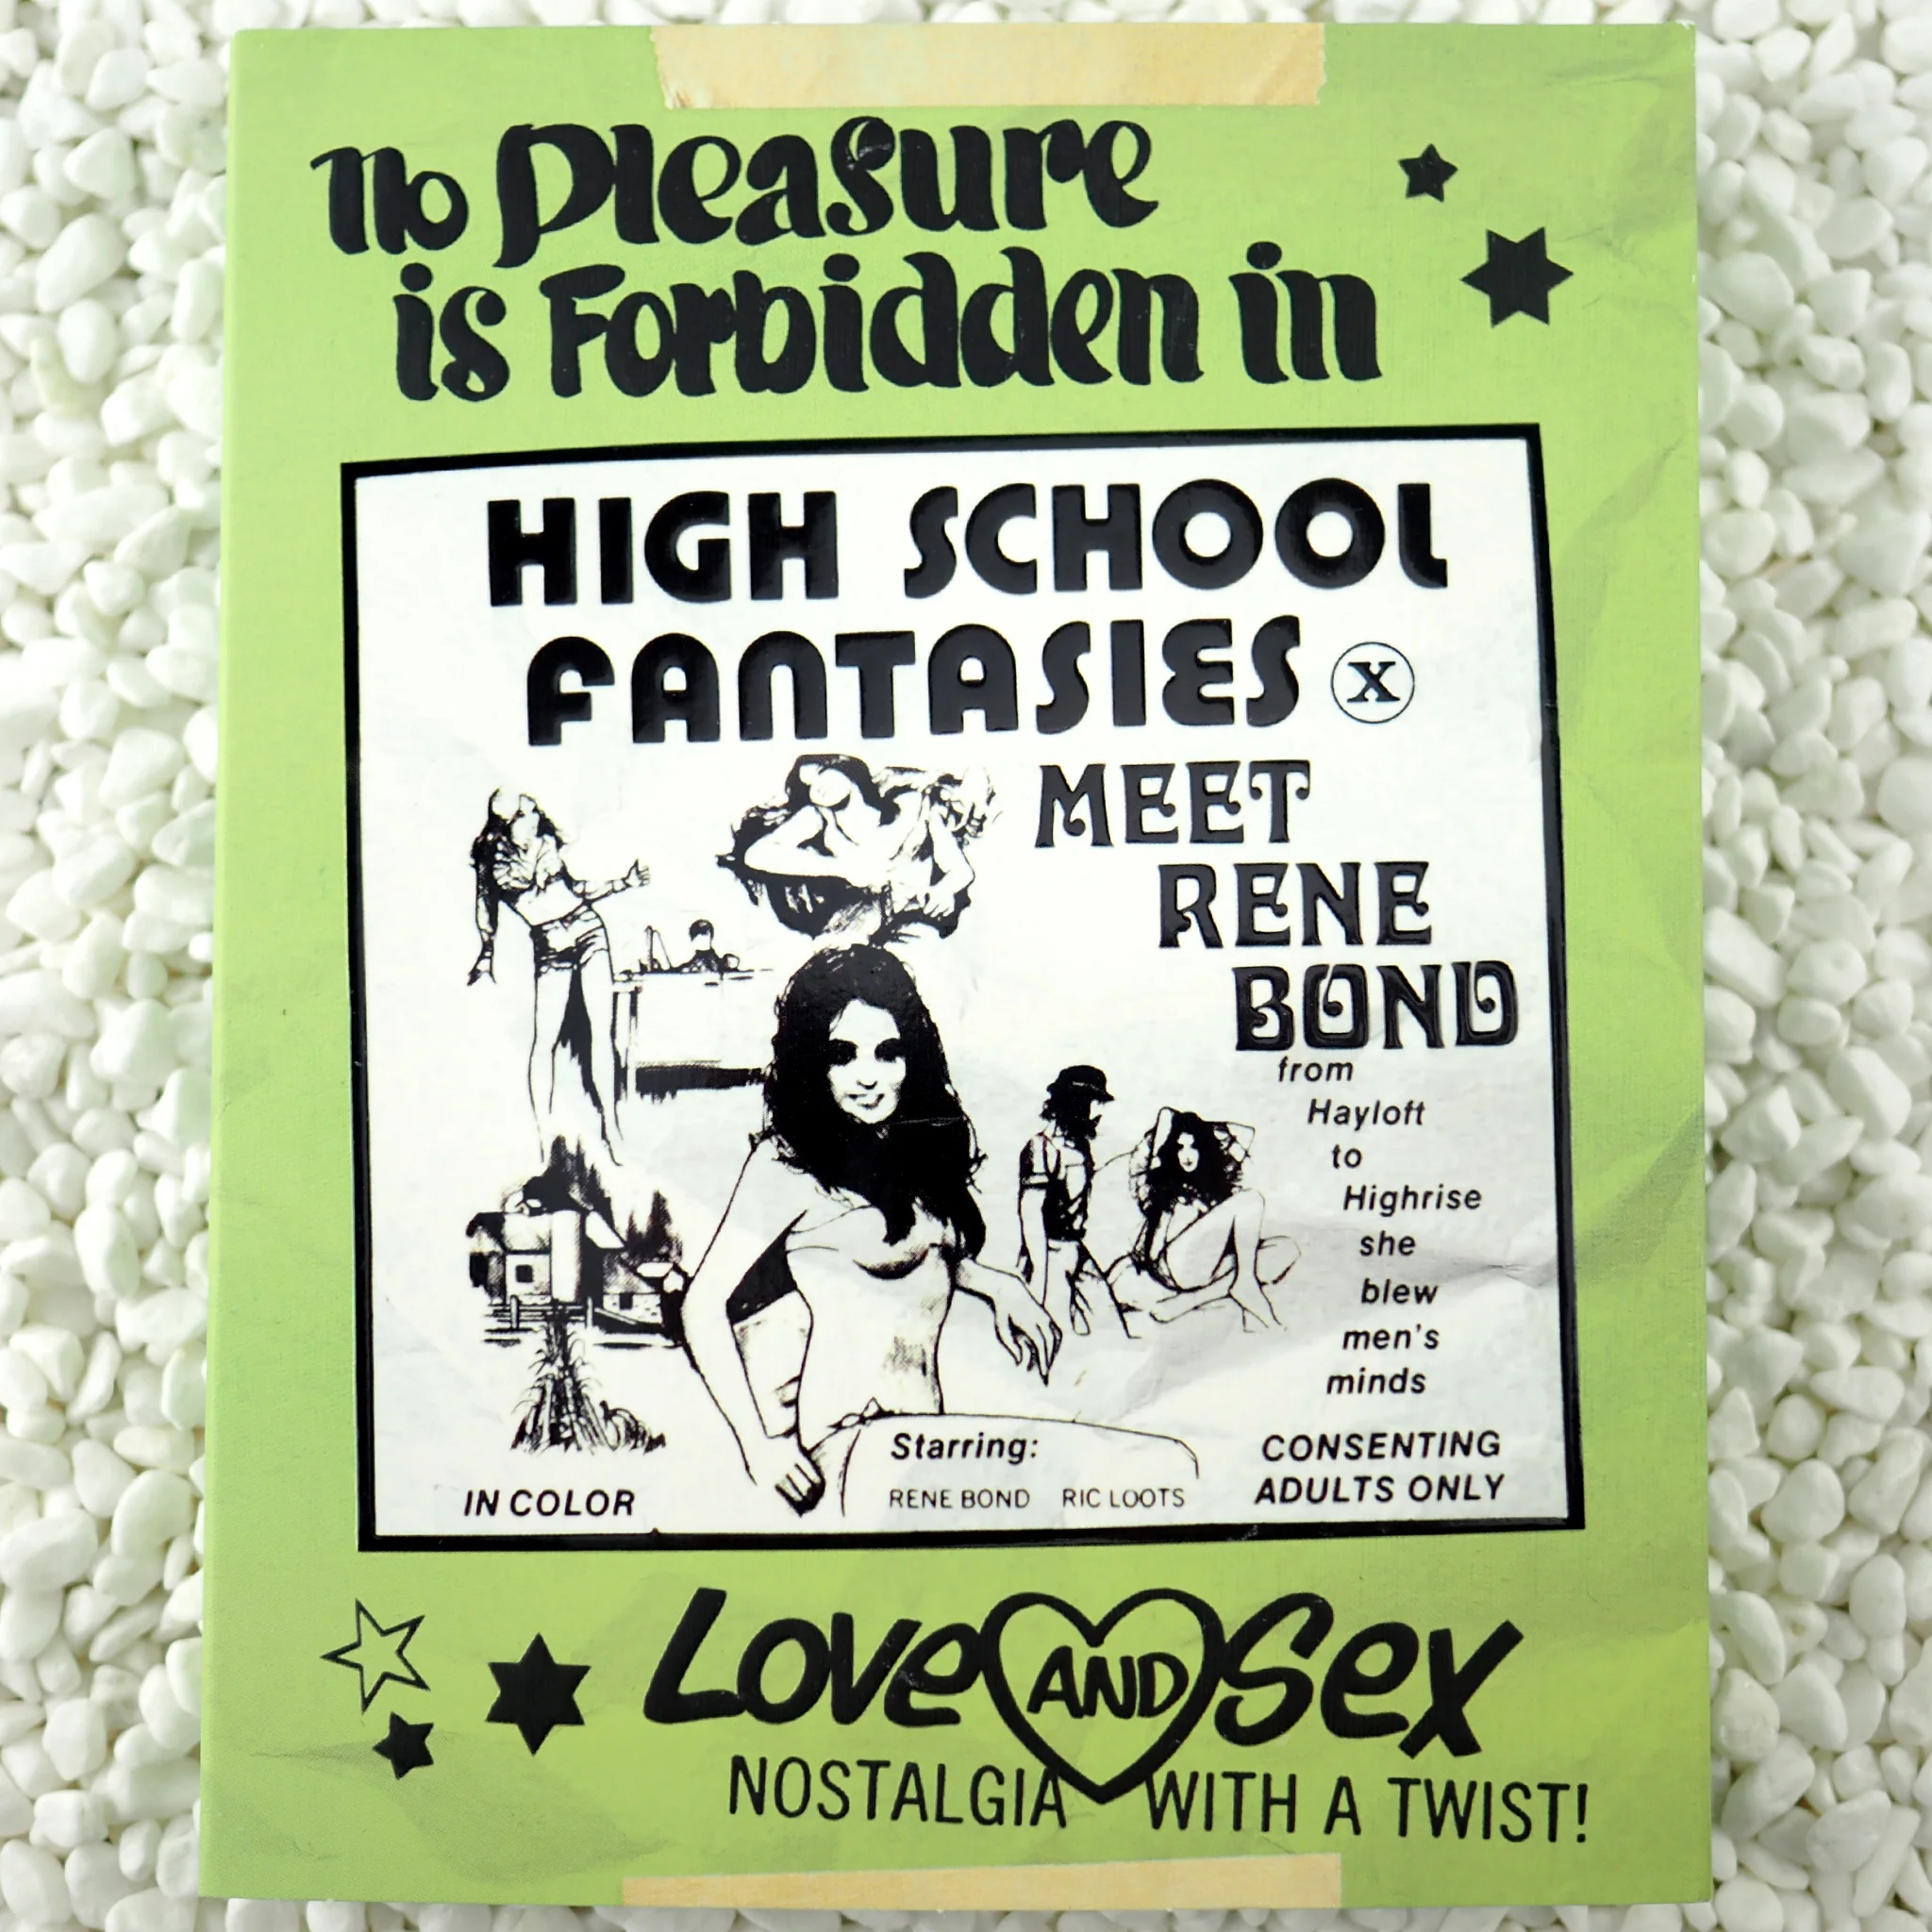 No Pleasure
is Forbidden in
HIGH SCHOOL
FANTASIES X
MEET
RENE
BOND
from
Hayloft
to
Highrise
she
blew
men's
minds
Starring:
RENE BOND RIC LOOTS
CONSENTING
ADULTS ONLY
IN COLOR
Love AND Sex
NOSTALGIA WITH A TWIST!